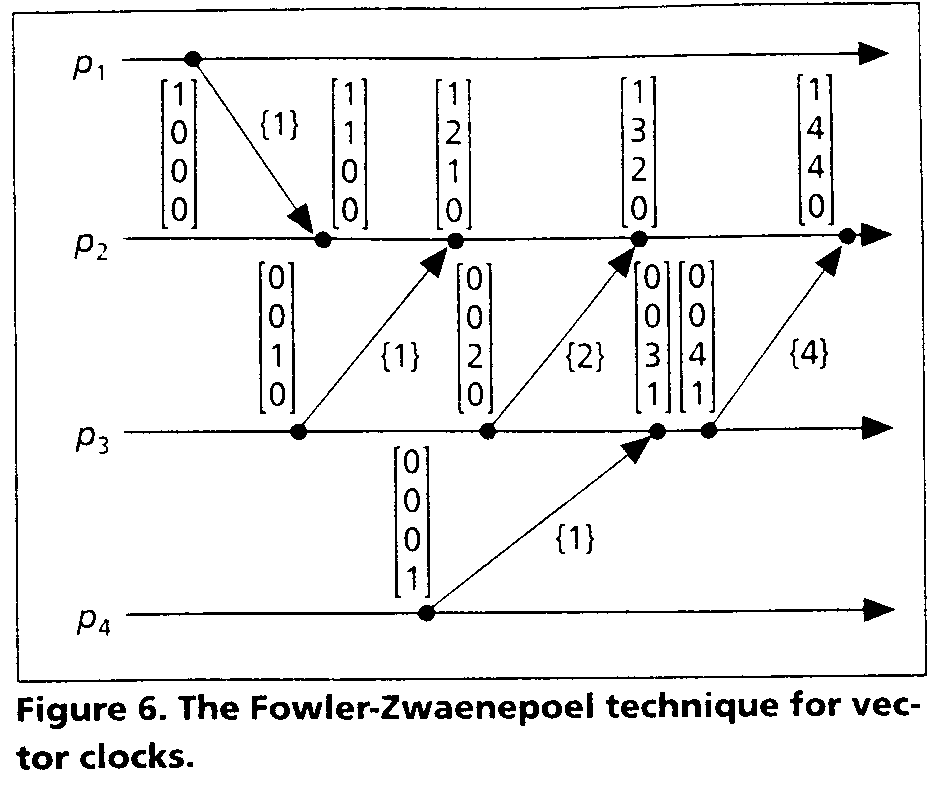 p1
1 1 1 1 1
0 {1} 1 2 3 4
0 0 1 2 4
0 0 0 0 0
p2
0 0 0 0
0 0 0 0
1 {1} 2 {2} 3 4 {4}
0 0 1 1
p3
0
0
0 {1}
1
p4
Figure 6. The Fowler-Zwaenepoel technique for vec-
tor clocks.